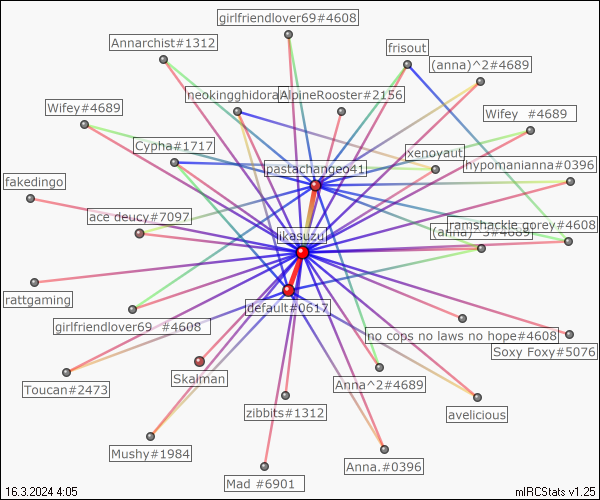 girlfriendlover69#4608
Annarchist#1312
frisout
(anna)^2#4689
neokingghidora
AlpineRooster#2156
Wifey#4689
Wifey #4689
Cypha#1717
xenoyaut
pastachangeo41
hypomanianna#0396
fakedingo
ace deucy#7097
ramshackle gorey#4608
ikasuzu
rattgaming
default#0617
girlfriendlover69 #4608
no cops no laws no hope#4608
Soxy Foxy#5076
Skalman
Anna^2#4689
Toucan#2473
zibbits#1312
avelicious
Mushy#1984
Anna.#0396
Mad #6901
16.3.2024 4:05
mIRCStats v1.25